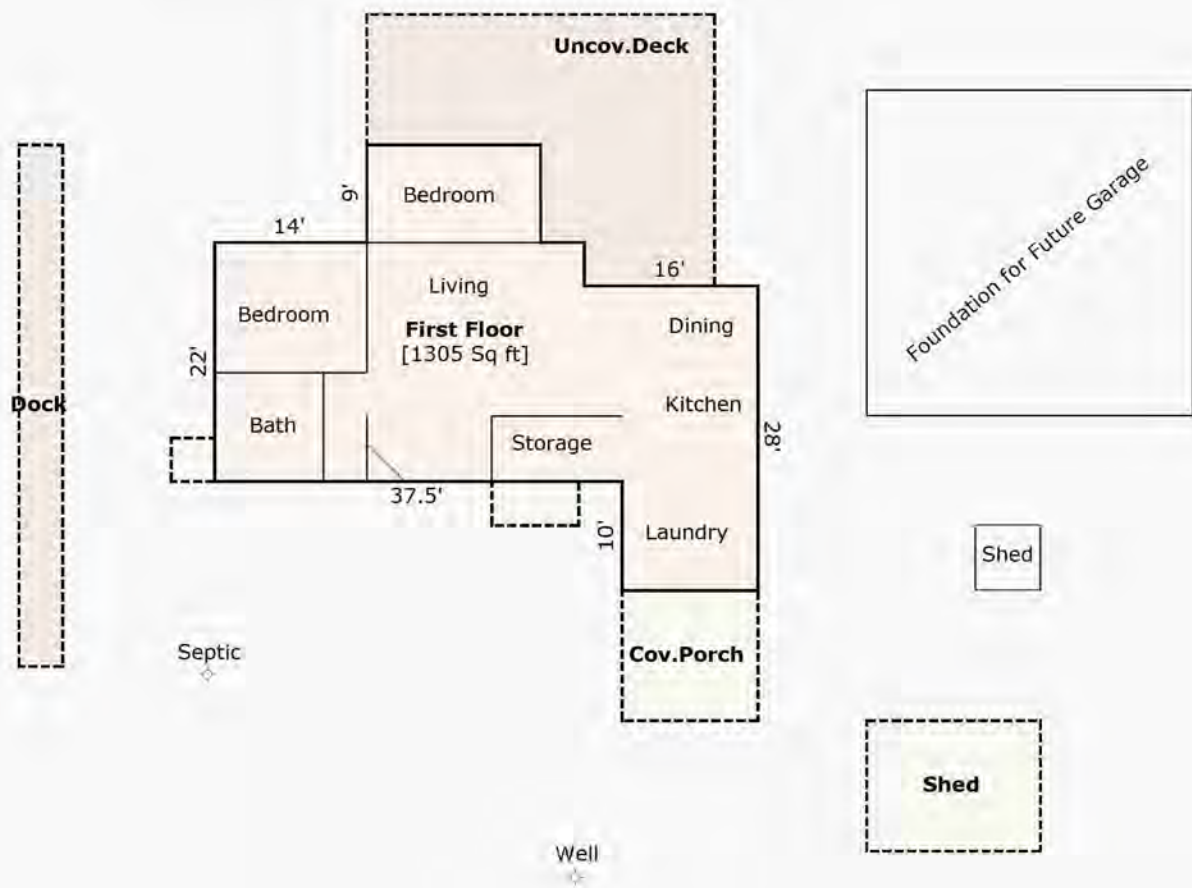 Uncov.Deck
9'
Bedroom
14'
Living
16'
Bedroom
First Floor
[1305 Sq ft]
Dining
22'
Dock
Bath
Storage
Kitchen
28'
37.5'
10'
Laundry
Foundation for Future Garage
Shed
Septic
Cov.Porch
Shed
Well